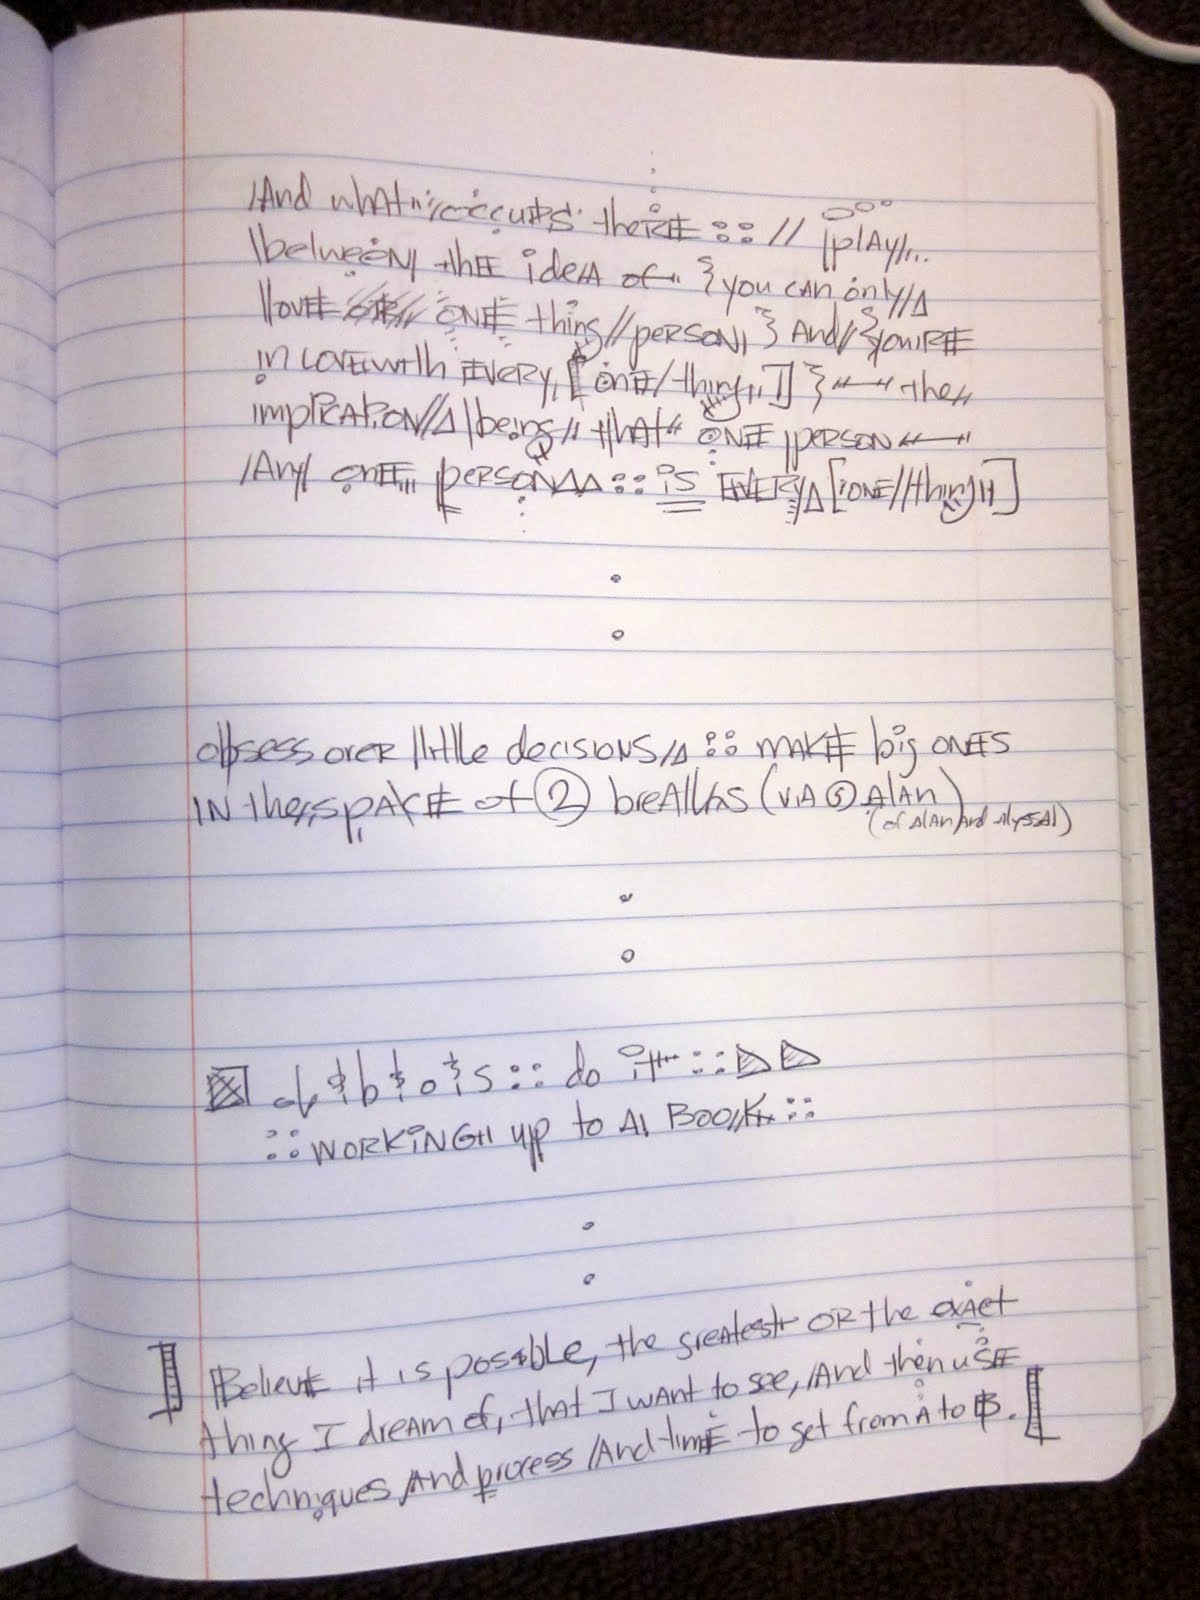 And what occurs there :: // play...
between the idea of {you can only
love one thing//person} And/{you're
in love with every,[one/thing]} — the
implication being that one person —
Any one person :: is every[one//thing]
obsess over little decisions :: make big ones
in the space of ② breaths (via Alan)
(of Alan and Alyssa)
b o s :: do it ::
:: WORKING up to AI BOOK ::
] Believe it is possible, the greatest OR the exact
thing I dream of, that I want to see, And then use
techniques, And process And time to get from A to B. [